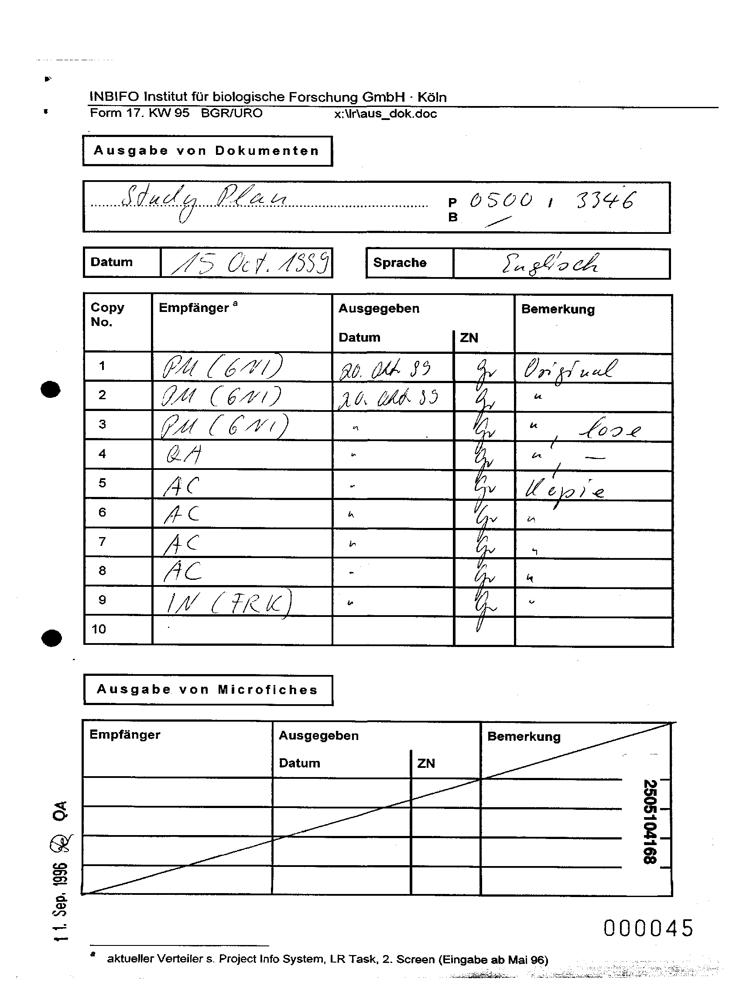 INBIFO Institut für biologische Forschung GmbH · Köln
Form 17. KW 95 BGR/URO x:\lr\aus_dok.doc
Ausgabe von Dokumenten
Study Plan P 0500 / 3346
B /
Datum 15 Oct. 1999 Sprache Englisch
Copy No. Empfänger a Ausgegeben Bemerkung
Datum ZN
1 PM (GNI) 20. Okt 99 Gr Original
2 PM (GNI) 20. Okt. 99 Gr "
3 PM (GNI) " Gr ", lose
4 QA " Gr ", —
5 AC " Gr Kopie
6 AC " Gr "
7 AC " Gr "
8 AC " Gr "
9 IN (FRK) " Gr "
10
Ausgabe von Microfiches
Empfänger Ausgegeben Bemerkung
Datum ZN
2505104168
11. Sep. 1996 QA
000045
a aktueller Verteiler s. Project Info System, LR Task, 2. Screen (Eingabe ab Mai 96)